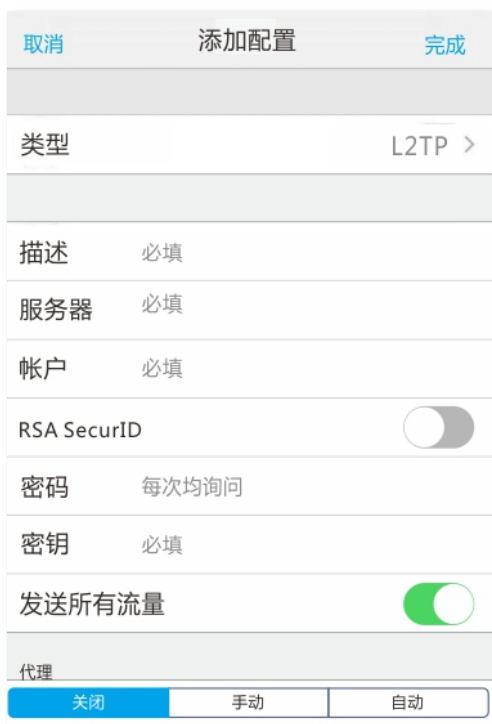 取消 添加配置 完成
类型 L2TP >
描述 必填
服务器 必填
帐户 必填
RSA SecurID
密码 每次均询问
密钥 必填
发送所有流量
代理
关闭 手动 自动